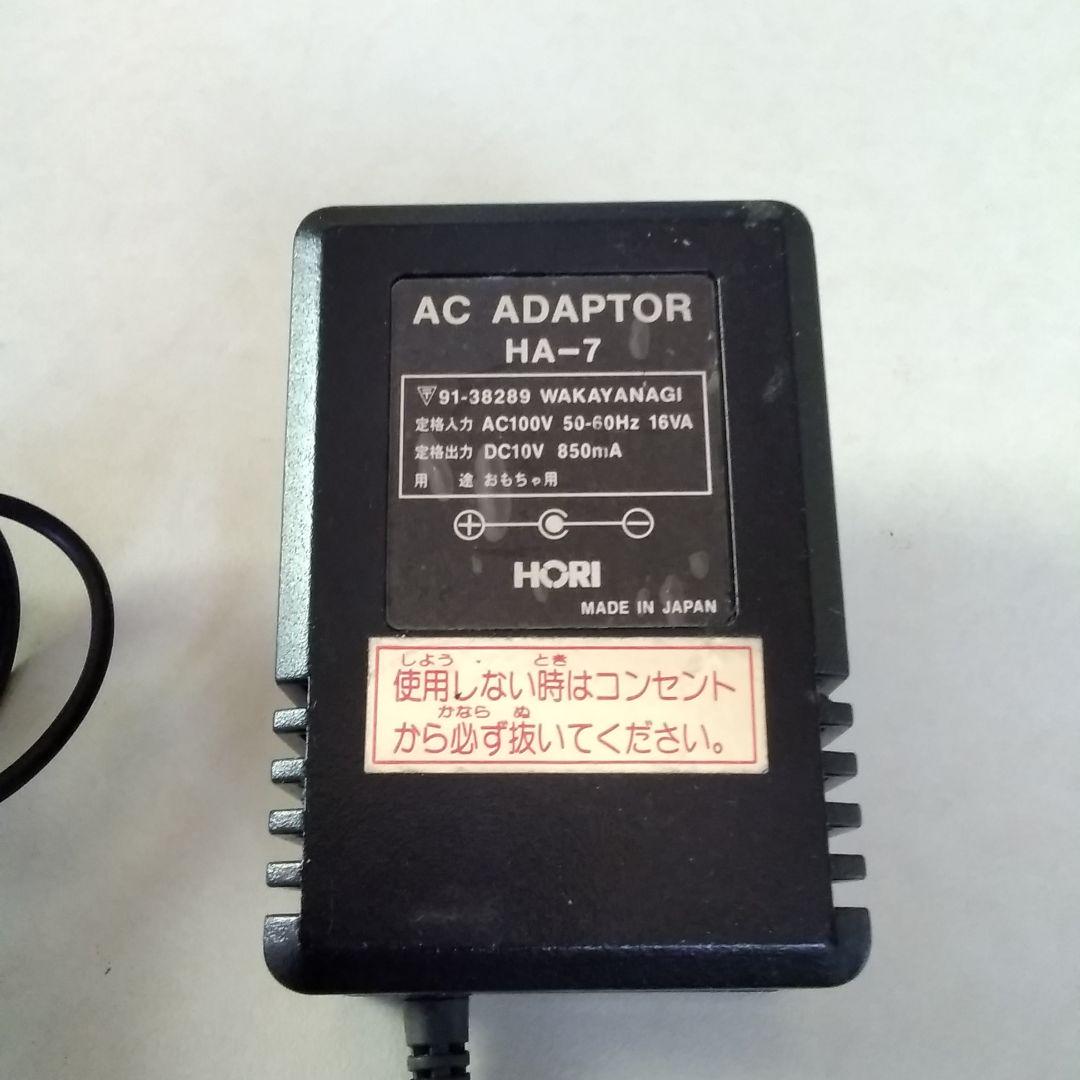 AC ADAPTOR
HA-7
91-38289 WAKAYANAGI
定格入力 AC100V 50-60Hz 16VA
定格出力 DC10V 850mA
用 途 おもちゃ用
HORI
MADE IN JAPAN
しよう とき
使用しない時はコンセント
かなら ぬ
から必ず抜いてください。